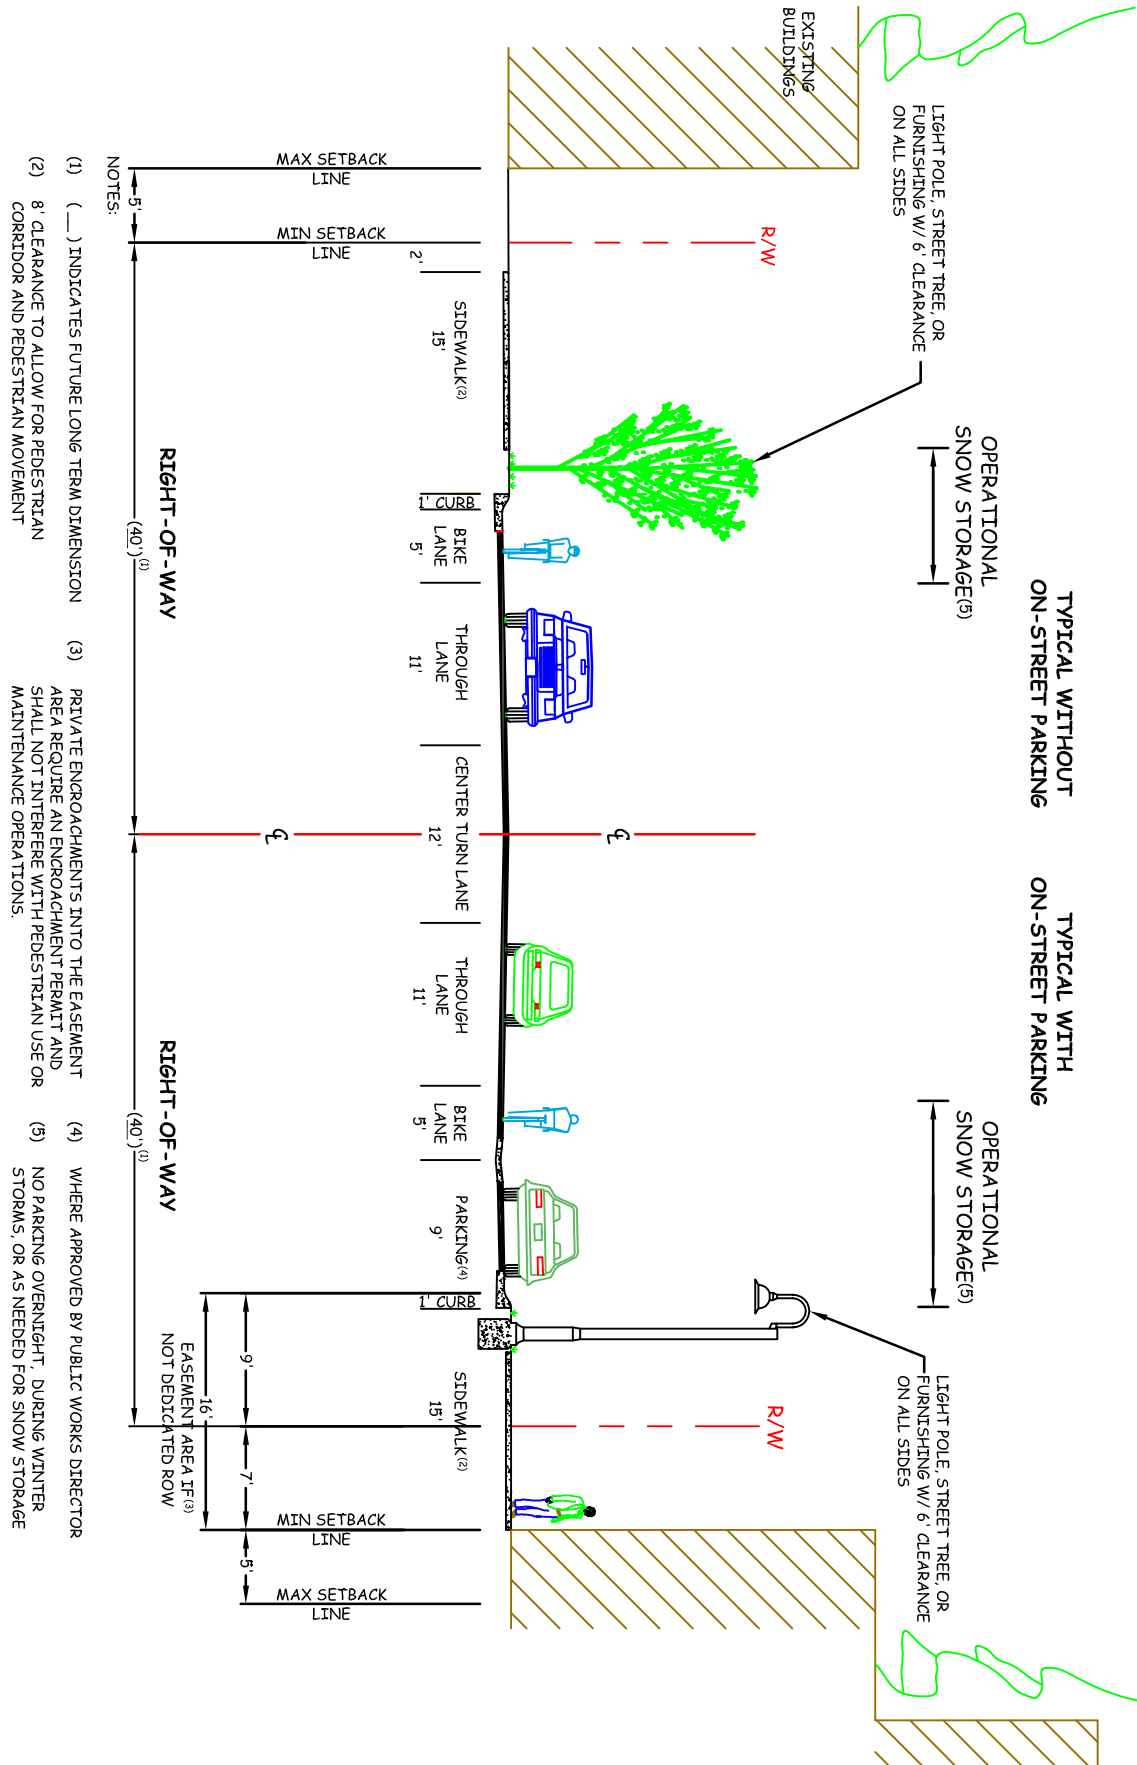 TYPICAL WITHOUT
ON-STREET PARKING
TYPICAL WITH
ON-STREET PARKING
OPERATIONAL
SNOW STORAGE(5)
OPERATIONAL
SNOW STORAGE(5)
LIGHT POLE, STREET TREE, OR
FURNISHING W/ 6' CLEARANCE
ON ALL SIDES
LIGHT POLE, STREET TREE, OR
FURNISHING W/ 6' CLEARANCE
ON ALL SIDES
EXISTING
BUILDINGS
R/W
R/W
℄
℄
MAX SETBACK
LINE
MIN SETBACK
LINE
2'
SIDEWALK(2)
15'
1' CURB
BIKE
LANE
5'
THROUGH
LANE
11'
CENTER TURN LANE
12'
THROUGH
LANE
11'
BIKE
LANE
5'
PARKING(4)
9'
1' CURB
SIDEWALK(2)
15'
MIN SETBACK
LINE
MAX SETBACK
LINE
9'
7'
5'
16'
EASEMENT AREA IF(3)
NOT DEDICATED ROW
RIGHT-OF-WAY
RIGHT-OF-WAY
5'
(40')(1)
(40')(1)
NOTES:
(1) (__) INDICATES FUTURE LONG TERM DIMENSION
(2) 8' CLEARANCE TO ALLOW FOR PEDESTRIAN
CORRIDOR AND PEDESTRIAN MOVEMENT
(3) PRIVATE ENCROACHMENTS INTO THE EASEMENT
AREA REQUIRE AN ENCROACHMENT PERMIT AND
SHALL NOT INTERFERE WITH PEDESTRIAN USE OR
MAINTENANCE OPERATIONS.
(4) WHERE APPROVED BY PUBLIC WORKS DIRECTOR
(5) NO PARKING OVERNIGHT, DURING WINTER
STORMS, OR AS NEEDED FOR SNOW STORAGE